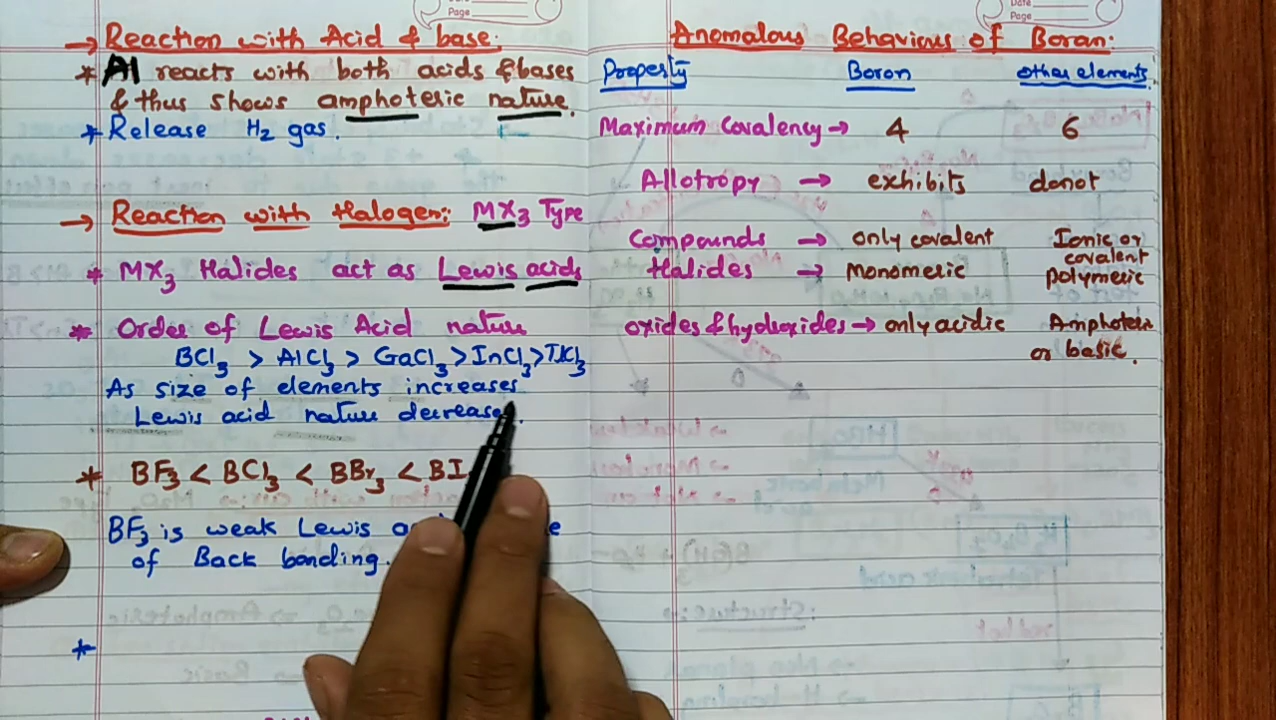 Page
→ Reaction with Acid & base:
* Al reacts with both acids & bases
& thus shows amphoteric nature.
* Release H2 gas.
→ Reaction with Halogen: MX3 Type
* MX3 Halides act as Lewis acids
* Order of Lewis Acid nature
BCl3 > AlCl3 > GaCl3 > InCl3 > TlCl3
As size of elements increases
Lewis acid nature decreases.
* BF3 < BCl3 < BBr3 < BI
BF3 is weak Lewis
of Back bonding.
*
Date
Page
Anomalous Behaviour of Boran:
Property Boron other elements
Maximum Covalency → 4 6
Allotropy → exhibits donot
Compounds → only covalent Ionic or
covalent
Halides → Monomeric polymeric
oxides & hydroxides → only acidic Amphoteric
or basic.